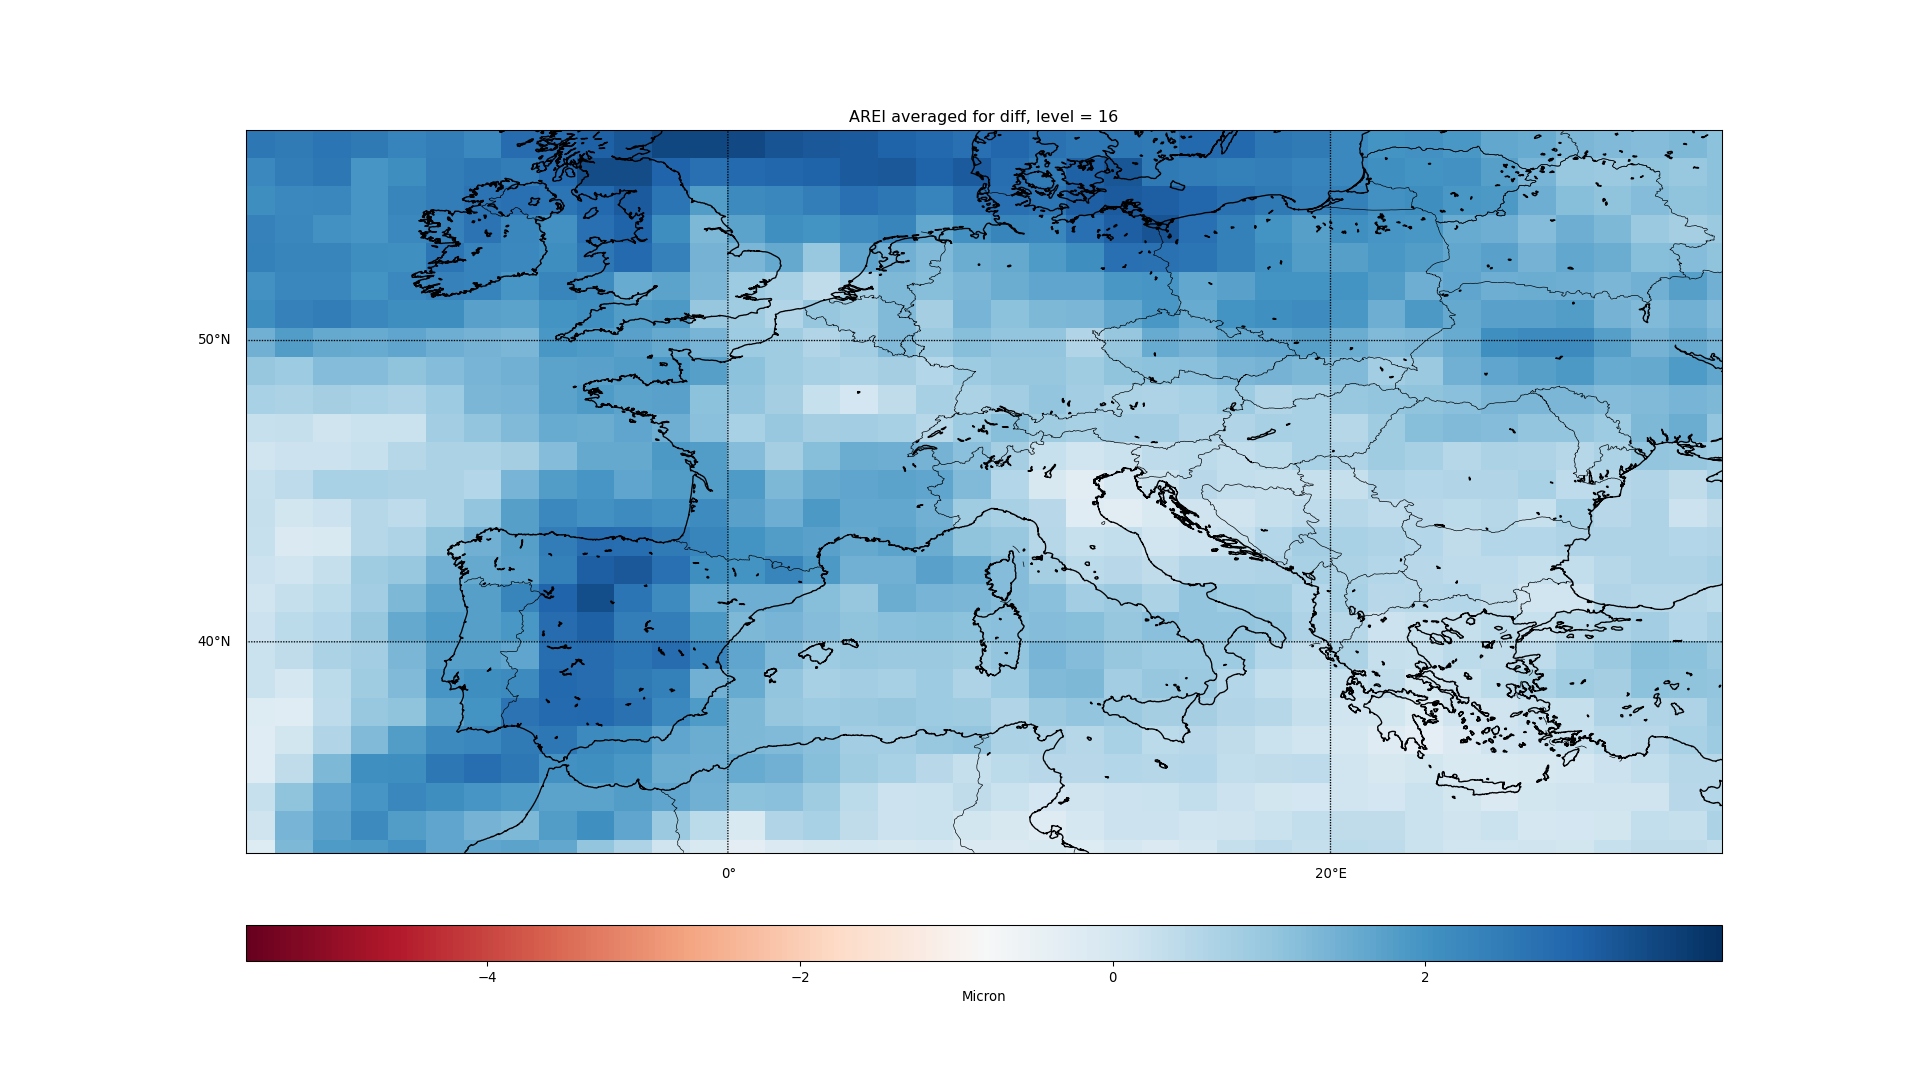 AREI averaged for diff, level = 16
50°N
40°N
0°
20°E
−4
−2
0
2
Micron